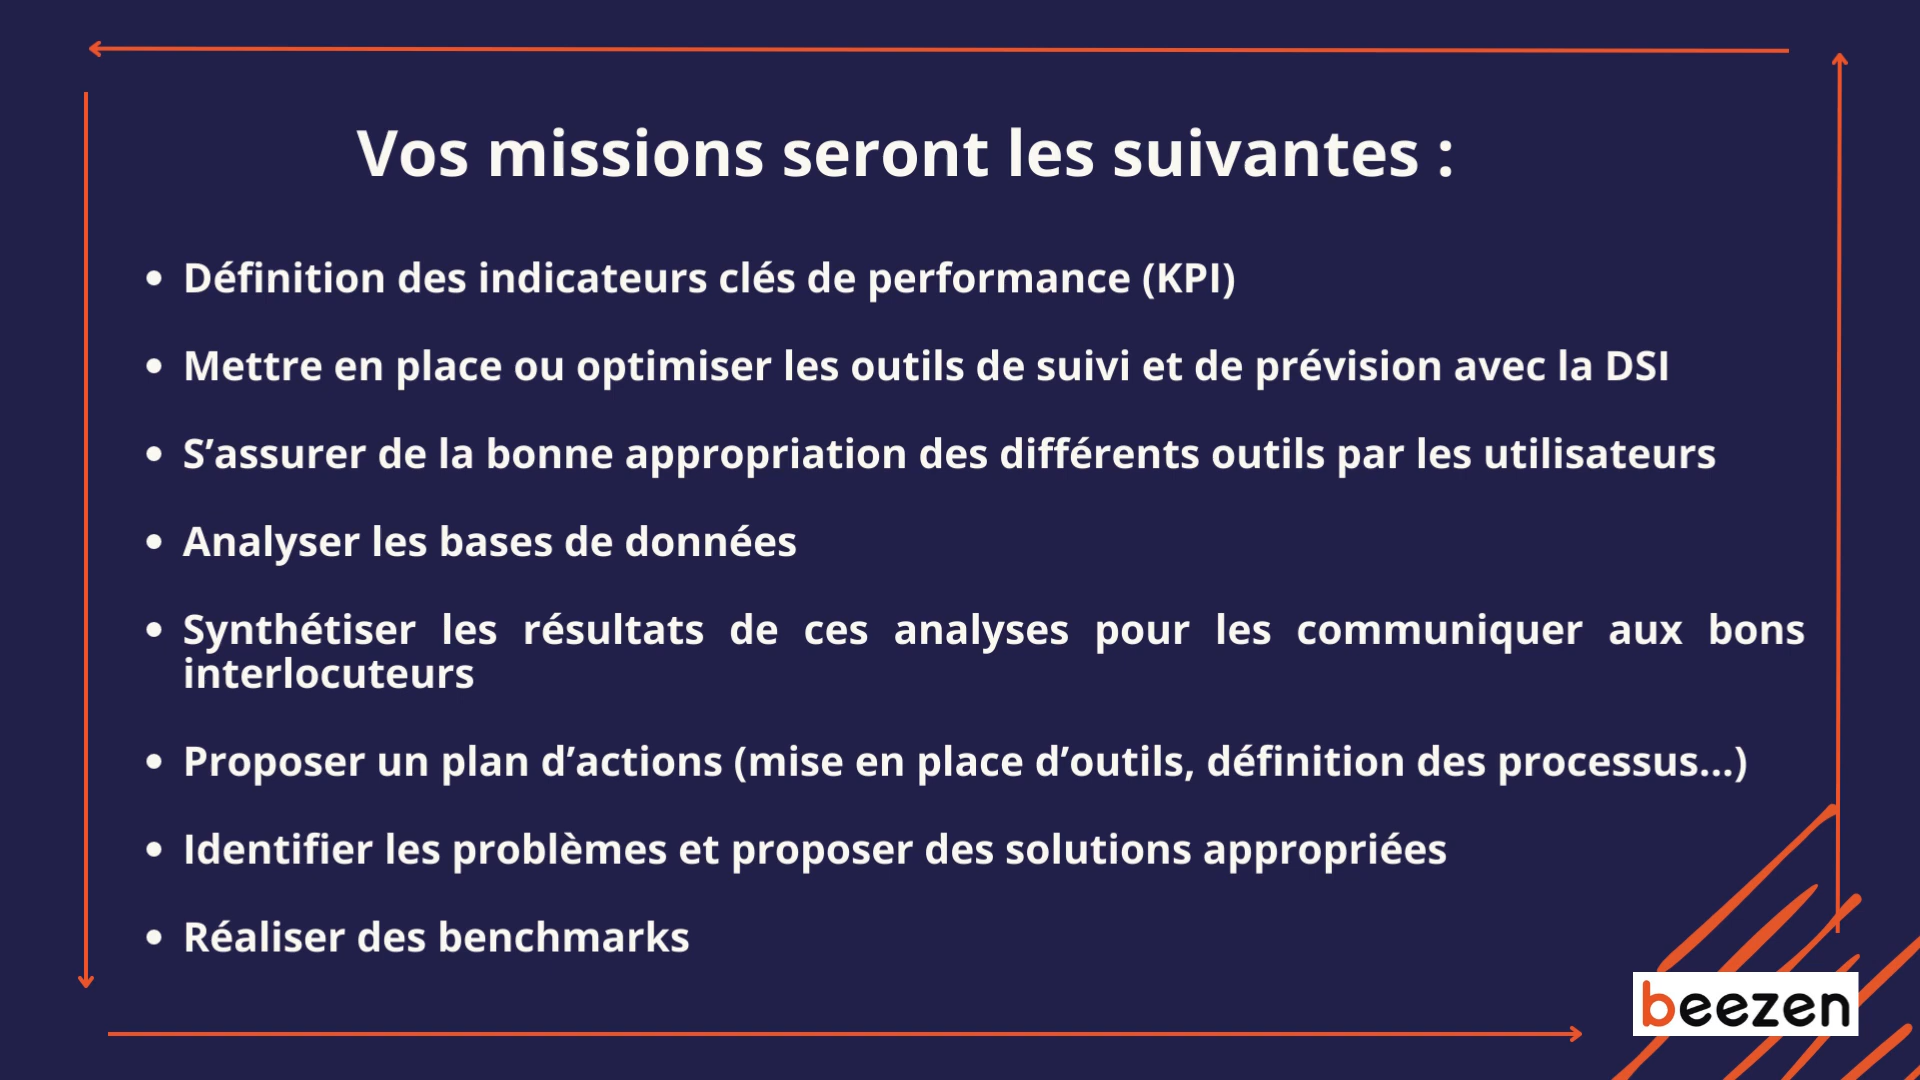 Vos missions seront les suivantes :
• Définition des indicateurs clés de performance (KPI)
• Mettre en place ou optimiser les outils de suivi et de prévision avec la DSI
• S’assurer de la bonne appropriation des différents outils par les utilisateurs
• Analyser les bases de données
• Synthétiser les résultats de ces analyses pour les communiquer aux bons
interlocuteurs
• Proposer un plan d’actions (mise en place d’outils, définition des processus...)
• Identifier les problèmes et proposer des solutions appropriées
• Réaliser des benchmarks
beezen